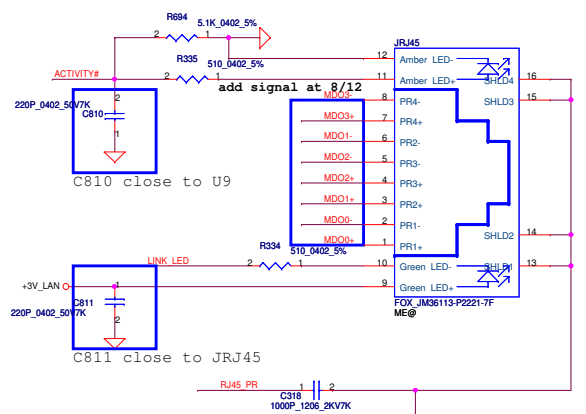 R694
JRJ45
1 2
5.1K_0402_5%
12 Amber LED-
R335
ACTIVITY# 2 1 510_0402_5% 11 Amber LED+ SHLD4 16
add signal at 8/12
MDO3- 8 PR4- SHLD3 15
220P_0402_50V7K 2
C810
MDO3+ 7 PR4+
1
MDO1- 6 PR2-
MDO2- 5 PR3-
C810 close to U9
MDO2+ 4 PR3+
MDO1+ 3 PR2+
MDO0- 2 PR1-
SHLD2 14
R334
MDO0+ 1 PR1+
510_0402_5%
LINK_LED 2 1 10 Green LED- SHLD1 13
+3V_LAN 1 9 Green LED+
C811
220P_0402_50V7K
2
FOX_JM36113-P2221-7F
ME@
C811 close to JRJ45
RJ45_PR 1 2
C318
1000P_1206_2KV7K